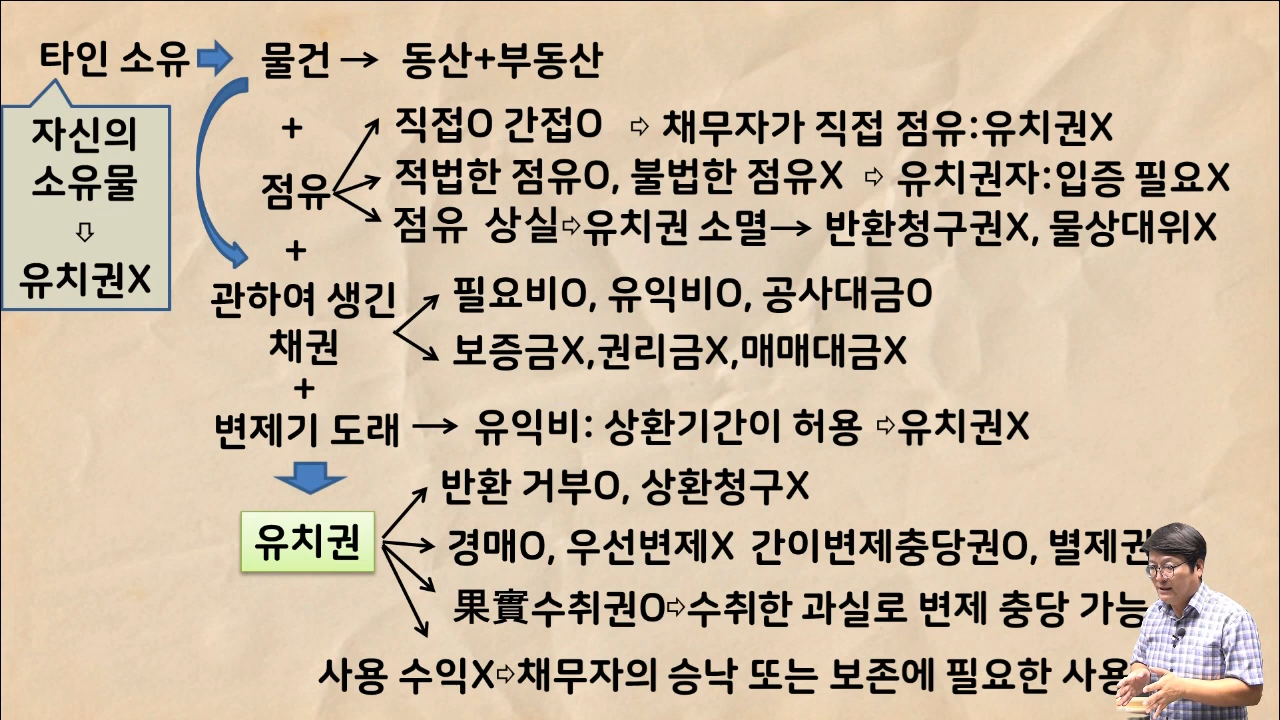 타인 소유 ➡ 물건 → 동산+부동산
자신의
소유물
⇩
유치권X
+
점유
직접O 간접O ⇨ 채무자가 직접 점유:유치권X
적법한 점유O, 불법한 점유X ⇨ 유치권자:입증 필요X
점유 상실⇨유치권 소멸→ 반환청구권X, 물상대위X
+
관하여 생긴
채권
필요비O, 유익비O, 공사대금O
보증금X,권리금X,매매대금X
+
변제기 도래 → 유익비: 상환기간이 허용 ⇨유치권X
유치권
반환 거부O, 상환청구X
경매O, 우선변제X 간이변제충당권O, 별제권
果實수취권O⇨수취한 과실로 변제 충당 가능
사용 수익X⇨채무자의 승낙 또는 보존에 필요한 사용